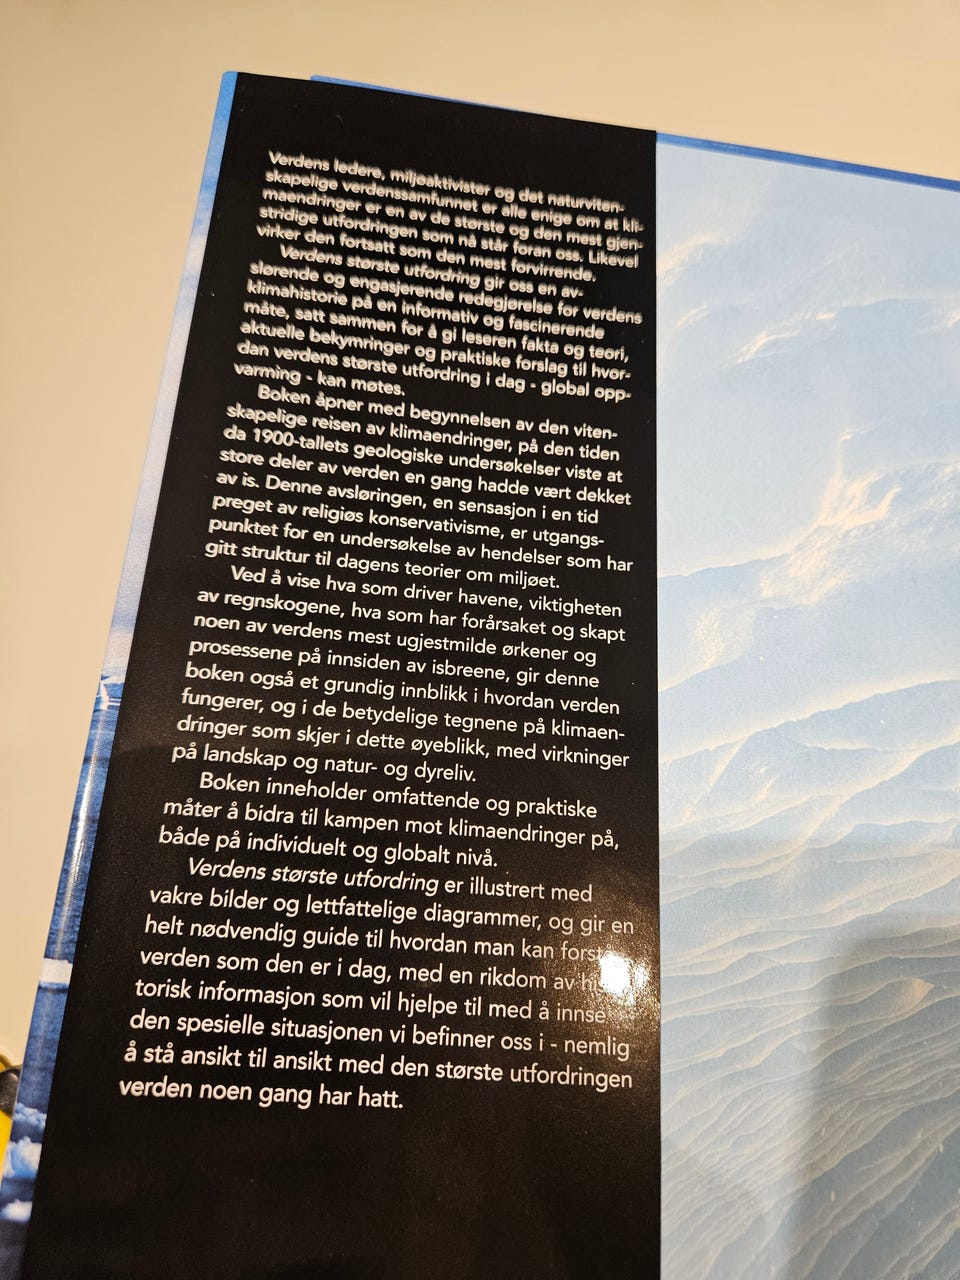 Verdens ledere, miljøaktivister og det naturviten-
skapelige verdenssamfunnet er alle enige om at kli-
maendringer er en av de største og den mest gjen-
stridige utfordringen som nå står foran oss. Likevel
virker den fortsatt som den mest forvirrende.
Verdens største utfordring gir oss en av-
slørende og engasjerende redegjørelse for verdens
klimahistorie på en informativ og fascinerende
måte, satt sammen for å gi leseren fakta og teori,
aktuelle bekymringer og praktiske forslag til hvor-
dan verdens største utfordring i dag - global opp-
varming - kan møtes.
Boken åpner med begynnelsen av den viten-
skapelige reisen av klimaendringer, på den tiden
da 1900-tallets geologiske undersøkelser viste at
store deler av verden en gang hadde vært dekket
av is. Denne avsløringen, en sensasjon i en tid
preget av religiøs konservativisme, er utgangs-
punktet for en undersøkelse av hendelser som har
gitt struktur til dagens teorier om miljøet.
Ved å vise hva som driver havene, viktigheten
av regnskogene, hva som har forårsaket og skapt
noen av verdens mest ugjestmilde ørkener og
prosessene på innsiden av isbreene, gir denne
boken også et grundig innblikk i hvordan verden
fungerer, og i de betydelige tegnene på klimaen-
dringer som skjer i dette øyeblikk, med virkninger
på landskap og natur- og dyreliv.
Boken inneholder omfattende og praktiske
måter å bidra til kampen mot klimaendringer på,
både på individuelt og globalt nivå.
Verdens største utfordring er illustrert med
vakre bilder og lettfattelige diagrammer, og gir en
helt nødvendig guide til hvordan man kan
verden som den er i dag, med en rikdom av
torisk informasjon som vil hjelpe til med å innse
den spesielle situasjonen vi befinner oss i - nemlig
å stå ansikt til ansikt med den største utfordringen
verden noen gang har hatt.